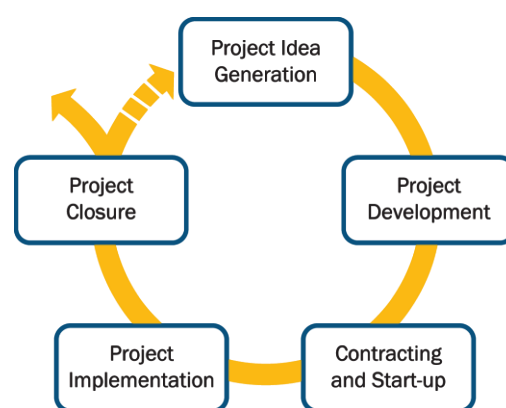 Project Idea
Generation
Project
Development
Contracting
and Start-up
Project
Implementation
Project
Closure